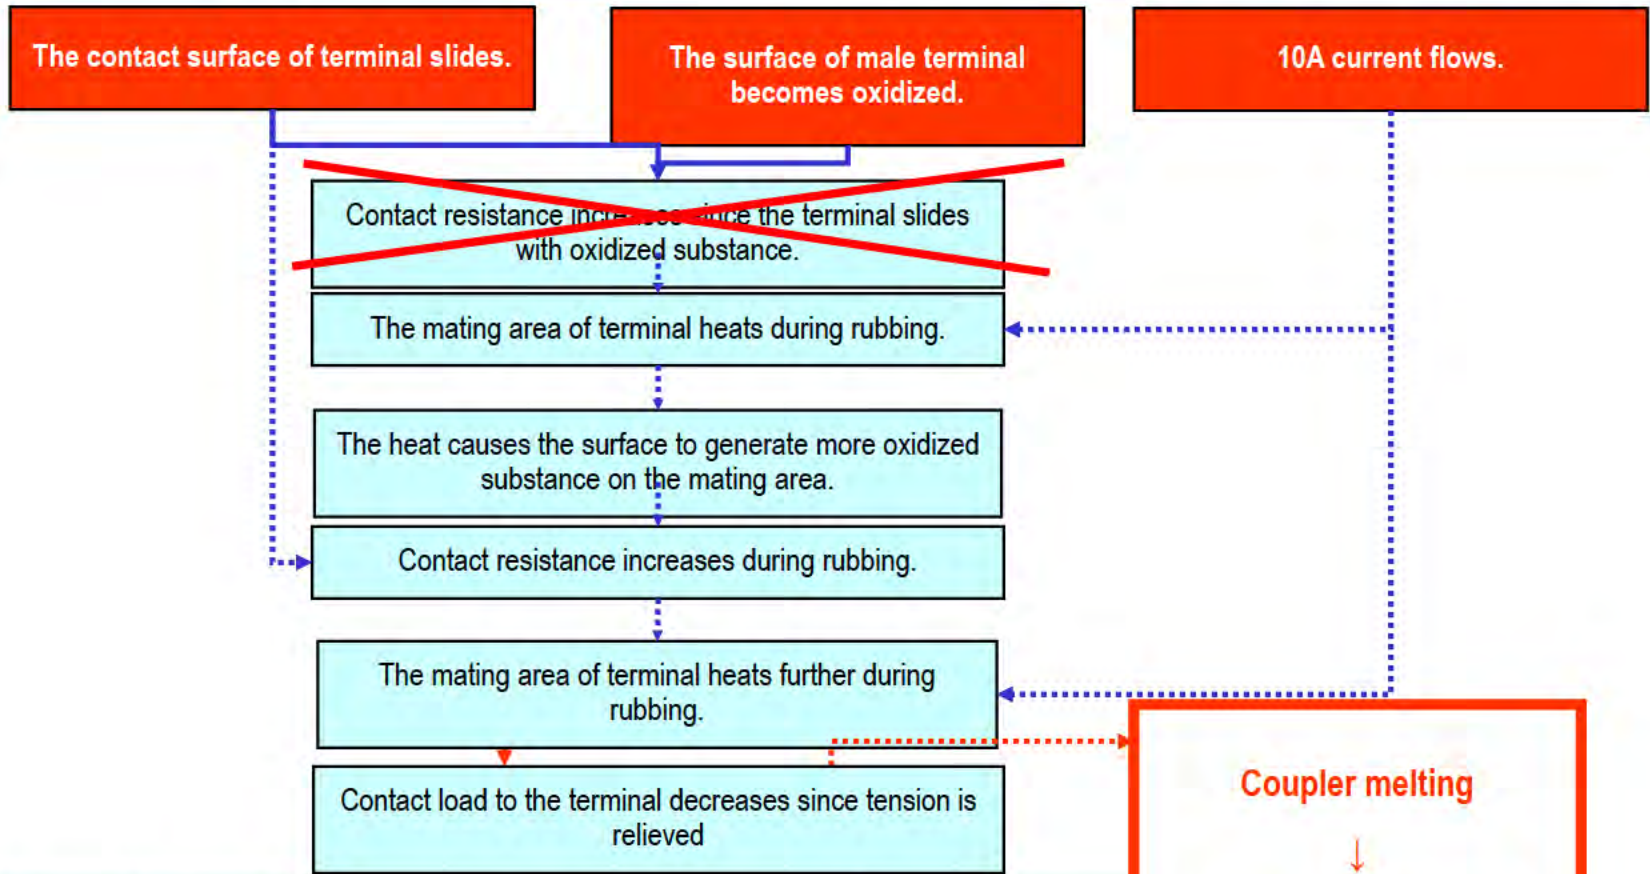 The contact surface of terminal slides.
The surface of male terminal
becomes oxidized.
10A current flows.
Contact resistance increases since the terminal slides
with oxidized substance.
The mating area of terminal heats during rubbing.
The heat causes the surface to generate more oxidized
substance on the mating area.
Contact resistance increases during rubbing.
The mating area of terminal heats further during
rubbing.
Contact load to the terminal decreases since tension is
relieved
Coupler melting
↓